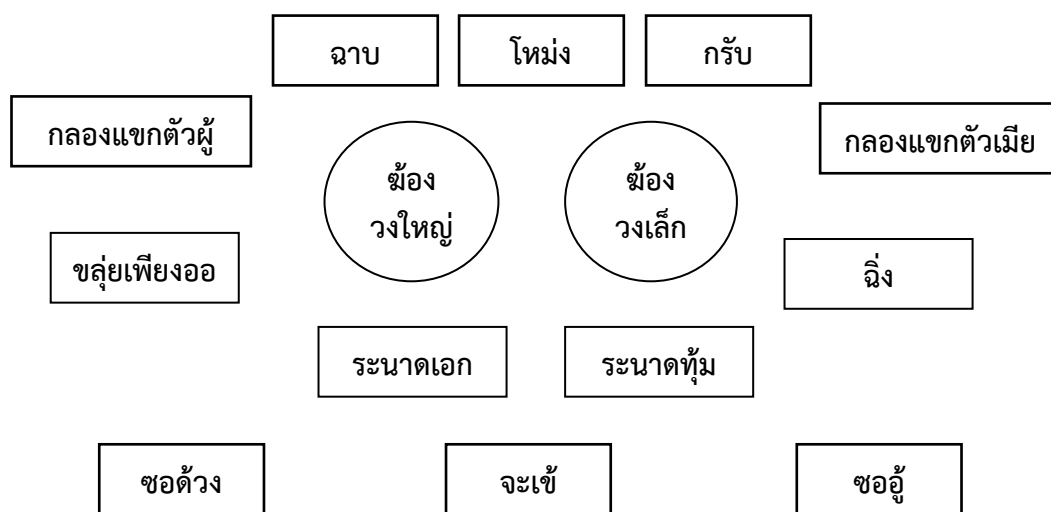 ฉาบ
โหม่ง
กรับ
กลองแขกตัวผู้
กลองแขกตัวเมีย
ฆ้อง
วงใหญ่
ฆ้อง
วงเล็ก
ขลุ่ยเพียงออ
ฉิ่ง
ระนาดเอก
ระนาดทุ้ม
ซอด้วง
จะเข้
ซออู้